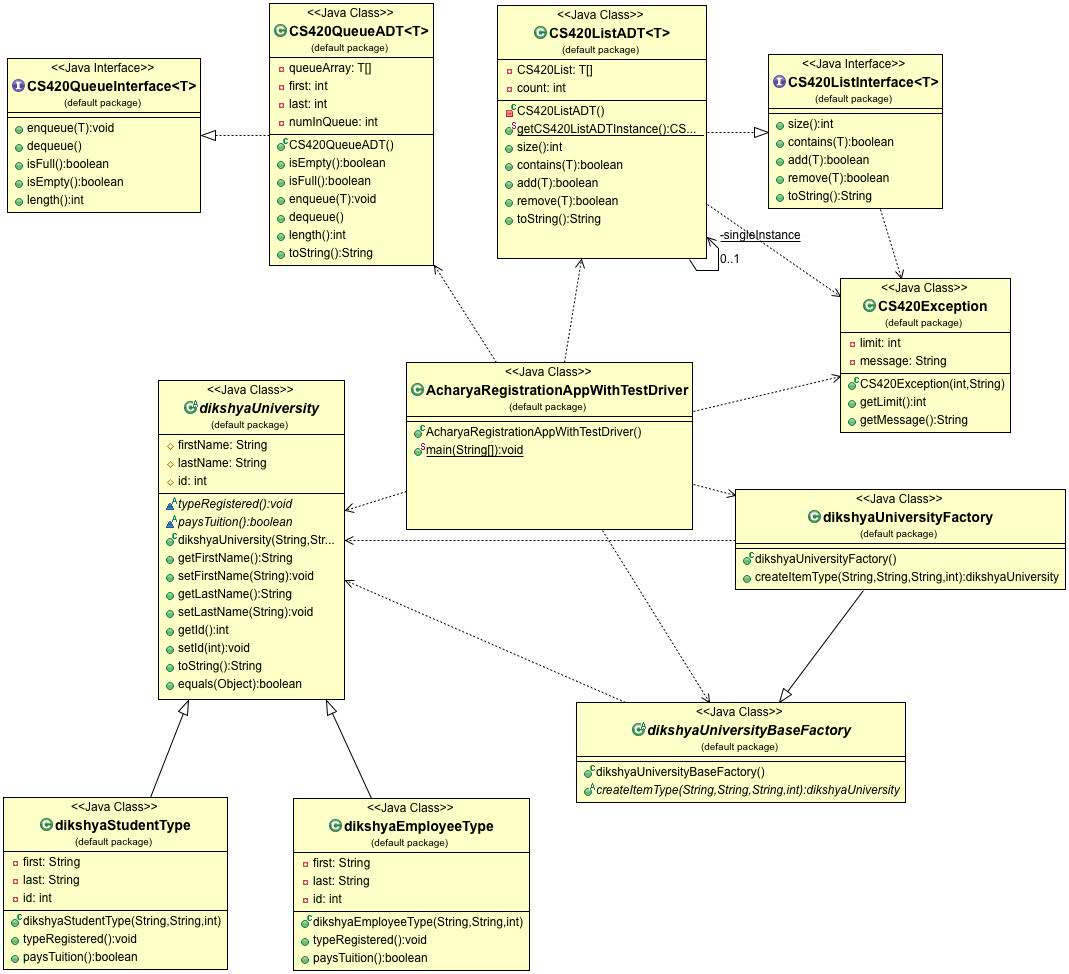 <<Java Interface>>
CS420QueueInterface<T>
(default package)
enqueue(T):void
dequeue()
isFull():boolean
isEmpty():boolean
length():int
<<Java Class>>
CS420QueueADT<T>
(default package)
queueArray: T[]
first: int
last: int
numInQueue: int
CS420QueueADT()
isEmpty():boolean
isFull():boolean
enqueue(T):void
dequeue()
length():int
toString():String
<<Java Class>>
CS420ListADT<T>
(default package)
CS420List: T[]
count: int
CS420ListADT()
getCS420ListADTInstance():CS...
size():int
contains(T):boolean
add(T):boolean
remove(T):boolean
toString():String
<<Java Interface>>
CS420ListInterface<T>
(default package)
size():int
contains(T):boolean
add(T):boolean
remove(T):boolean
toString():String
-singleInstance
0..1
<<Java Class>>
CS420Exception
(default package)
limit: int
message: String
CS420Exception(int,String)
getLimit():int
getMessage():String
<<Java Class>>
AcharyaRegistrationAppWithTestDriver
(default package)
AcharyaRegistrationAppWithTestDriver()
main(String[]):void
<<Java Class>>
dikshyaUniversity
(default package)
firstName: String
lastName: String
id: int
typeRegistered():void
paysTuition():boolean
dikshyaUniversity(String,Str...
getFirstName():String
setFirstName(String):void
getLastName():String
setLastName(String):void
getId():int
setId(int):void
toString():String
equals(Object):boolean
<<Java Class>>
dikshyaUniversityFactory
(default package)
dikshyaUniversityFactory()
createItemType(String,String,String,int):dikshyaUniversity
<<Java Class>>
dikshyaUniversityBaseFactory
(default package)
dikshyaUniversityBaseFactory()
createItemType(String,String,String,int):dikshyaUniversity
<<Java Class>>
dikshyaStudentType
(default package)
first: String
last: String
id: int
dikshyaStudentType(String,String,int)
typeRegistered():void
paysTuition():boolean
<<Java Class>>
dikshyaEmployeeType
(default package)
first: String
last: String
id: int
dikshyaEmployeeType(String,String,int)
typeRegistered():void
paysTuition():boolean